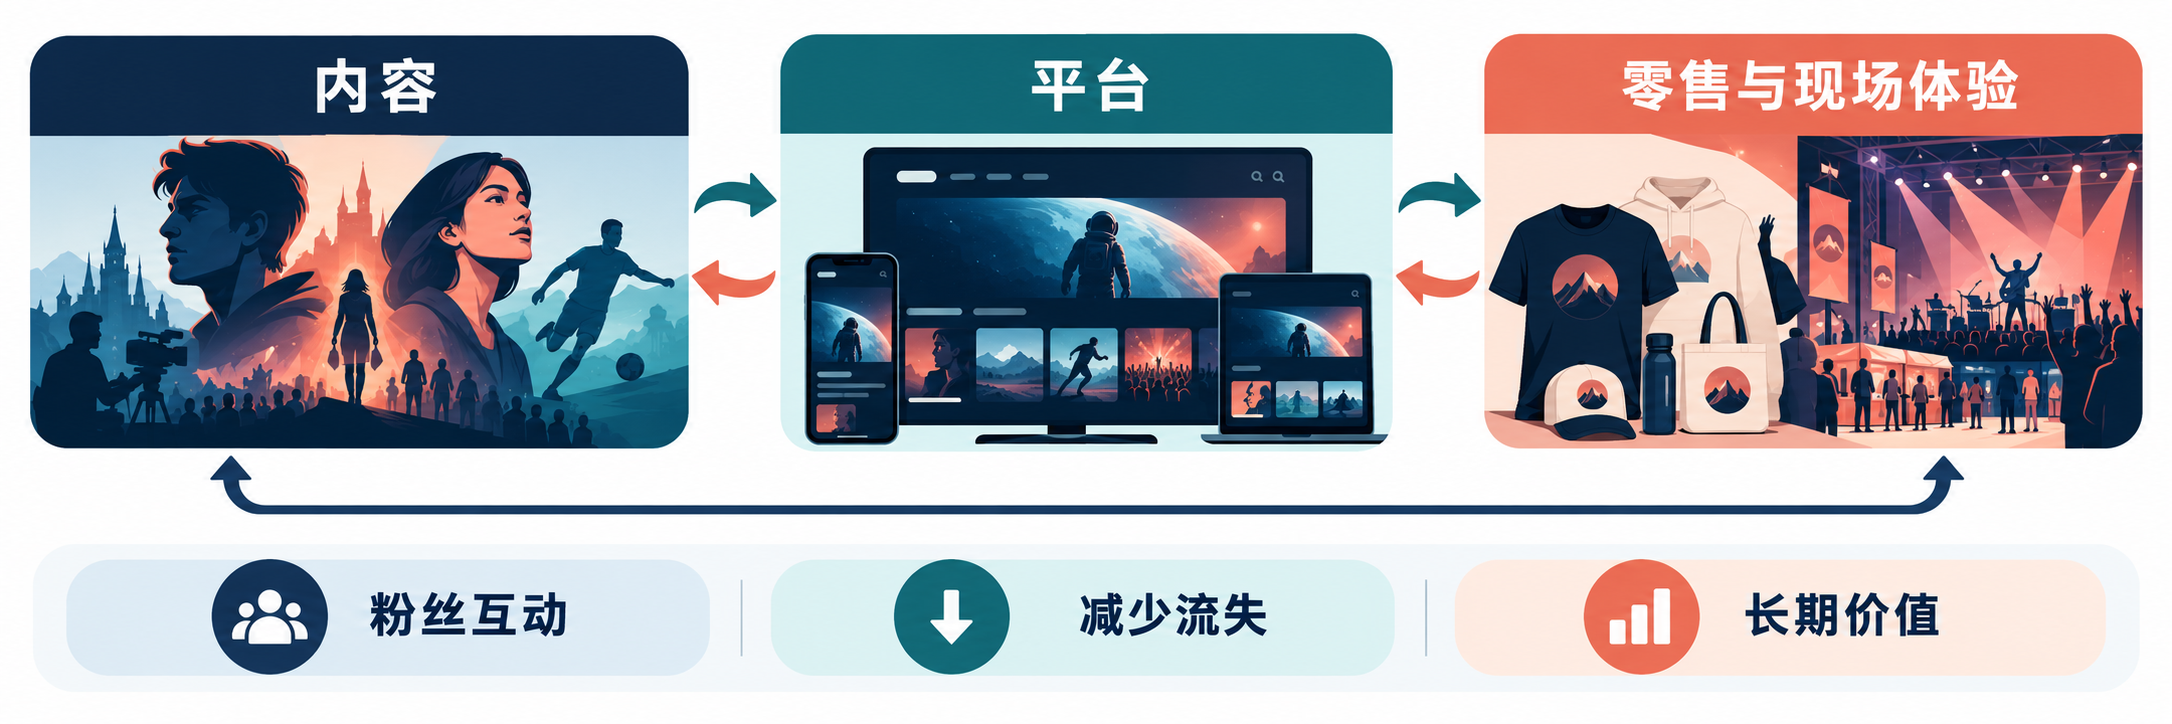 内容
平台
零售与现场体验
粉丝互动
减少流失
长期价值